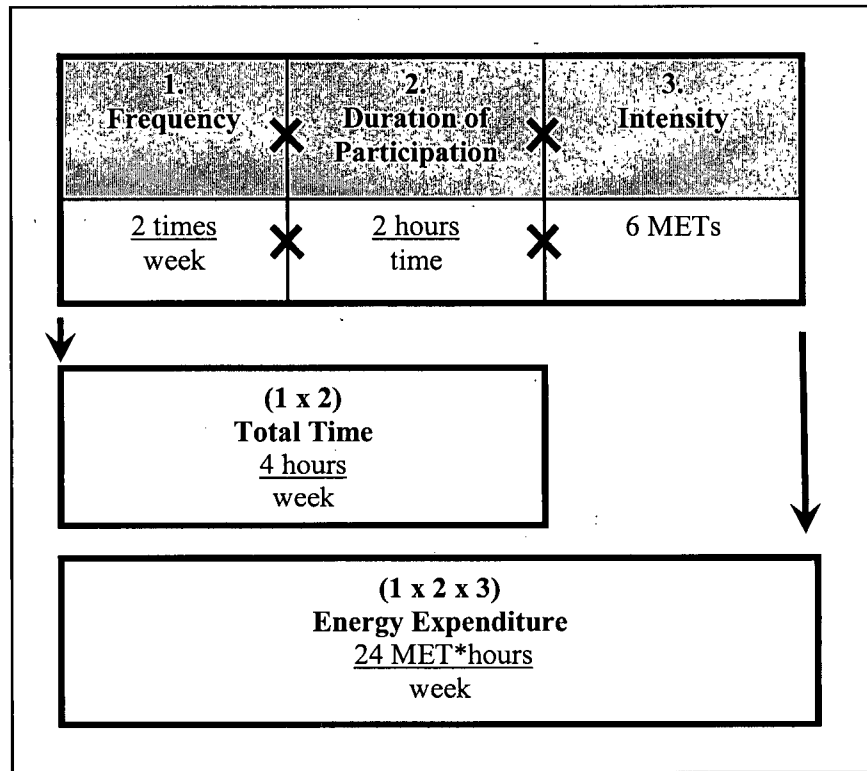 1.
Frequency
×
2.
Duration of
Participation
×
3.
Intensity
2 times
week
×
2 hours
time
×
6 METs
(1 x 2)
Total Time
4 hours
week
(1 x 2 x 3)
Energy Expenditure
24 MET*hours
week